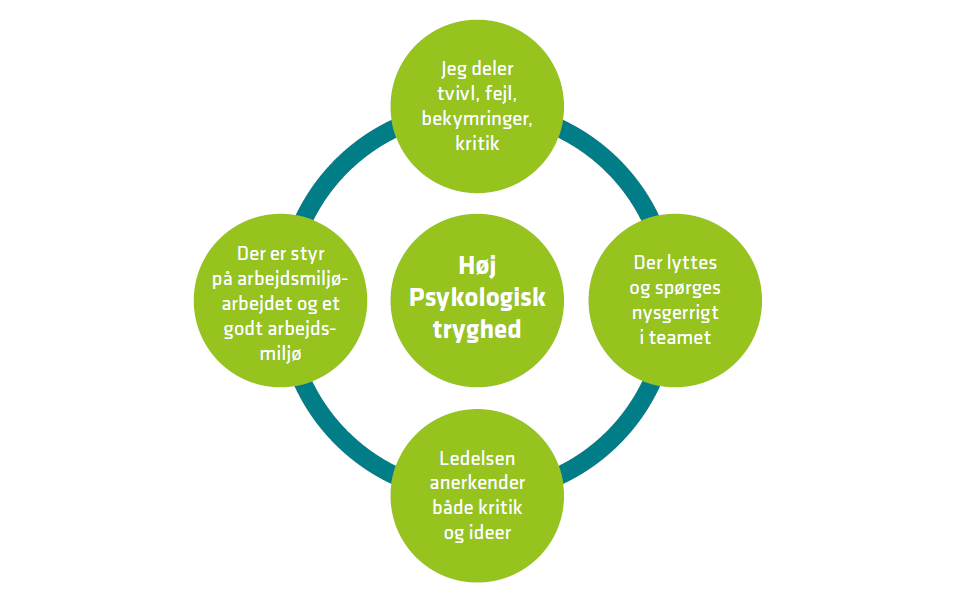 Jeg deler
tvivl, fejl,
bekymringer,
kritik
Der er styr
på arbejdsmiljø-
arbejdet og et
godt arbejds-
miljø
Høj
Psykologisk
tryghed
Der lyttes
og spørges
nysgerrigt
i teamet
Ledelsen
anerkender
både kritik
og ideer